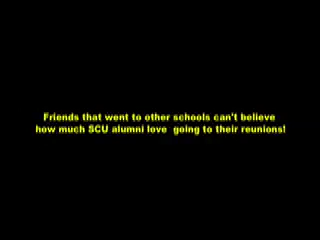 Friends that went to other schools can't believe
how much SCU alumni love  going to their reunions!